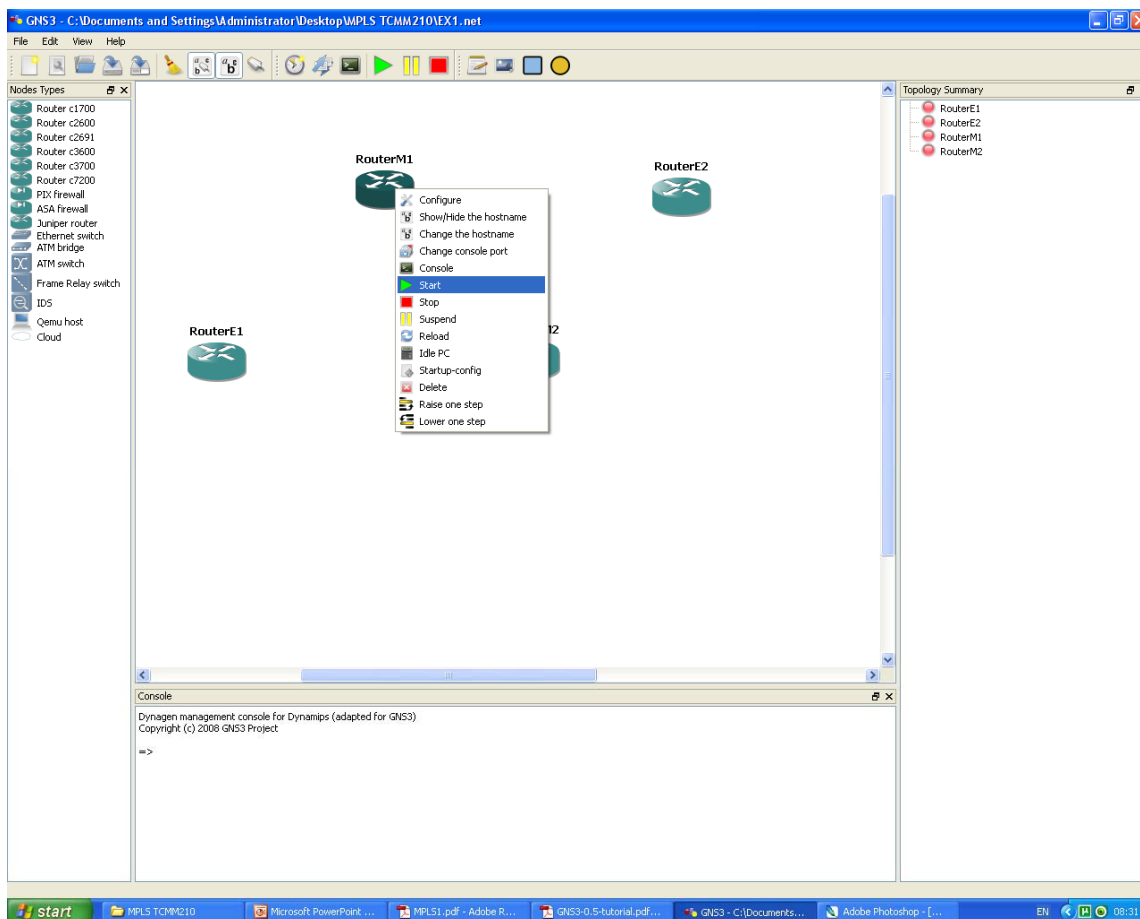 GNS3 - C:\Documents and Settings\Administrator\Desktop\MPLS TCMM210\EX1.net
File Edit View Help
Nodes Types
Router c1700
Router c2600
Router c2691
Router c3600
Router c3700
Router c7200
PIX firewall
ASA firewall
Juniper router
Ethernet switch
ATM bridge
ATM switch
Frame Relay switch
IDS
Qemu host
Cloud
RouterM1
RouterE2
RouterE1
12
Configure
Show/Hide the hostname
Change the hostname
Change console port
Console
Start
Stop
Suspend
Reload
Idle PC
Startup-config
Delete
Raise one step
Lower one step
Topology Summary
RouterE1
RouterE2
RouterM1
RouterM2
Console
Dynagen management console for Dynamips (adapted for GNS3)
Copyright (c) 2008 GNS3 Project
=>
start
MPLS TCMM210
Microsoft PowerPoint ...
MPLS1.pdf - Adobe R...
GNS3-0.5-tutorial.pdf...
GNS3 - C:\Documents...
Adobe Photoshop - [...
EN
08:31